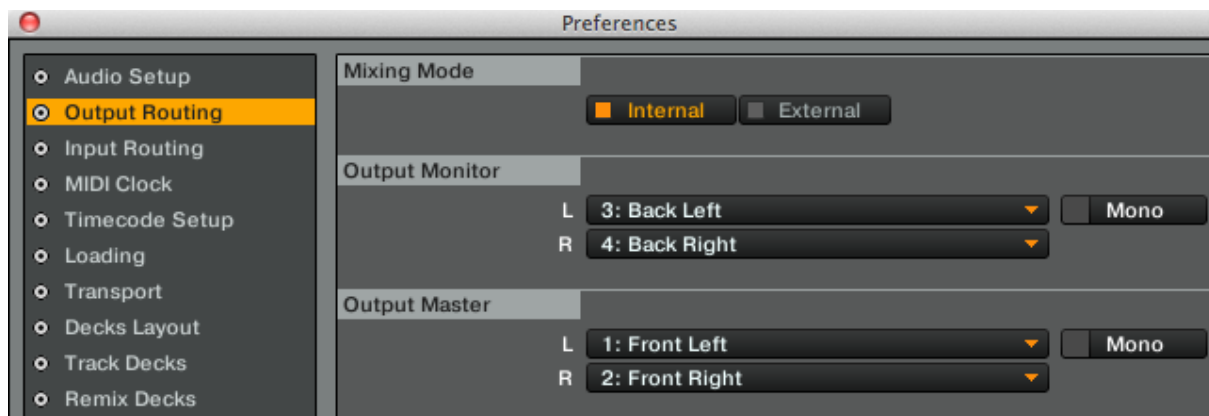 Preferences
Audio Setup
Output Routing
Input Routing
MIDI Clock
Timecode Setup
Loading
Transport
Decks Layout
Track Decks
Remix Decks
Mixing Mode
Internal External
Output Monitor
L 3: Back Left Mono
R 4: Back Right
Output Master
L 1: Front Left Mono
R 2: Front Right